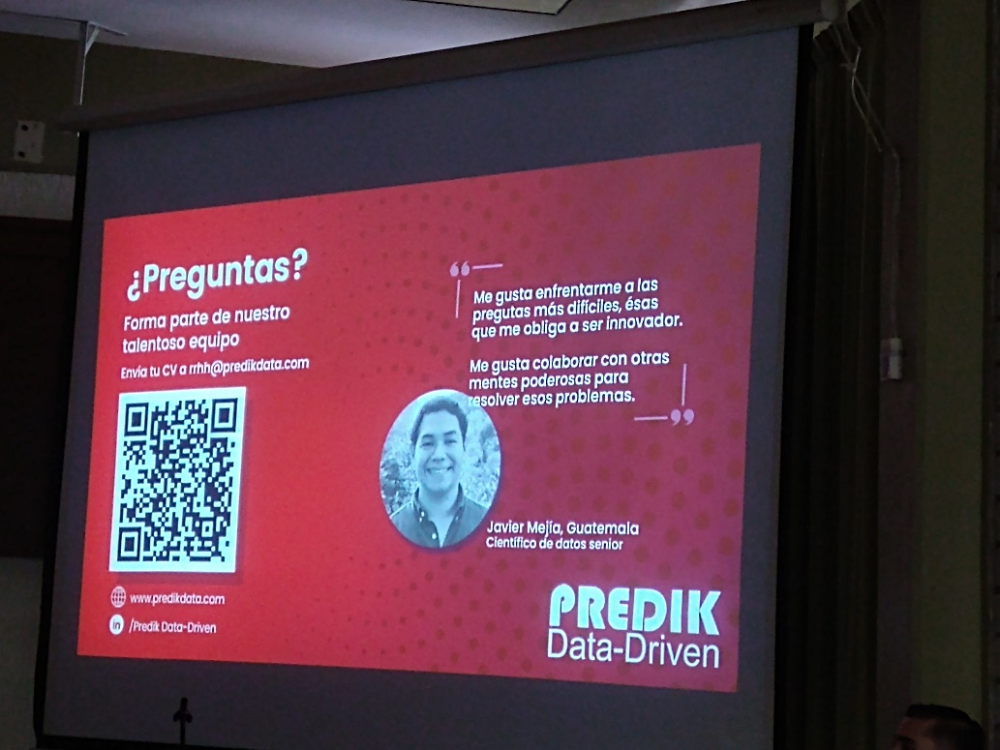 ¿Preguntas?
Forma parte de nuestro
talentoso equipo
Envía tu CV a rrhh@predikdata.com
www.predikdata.com
in /Predik Data-Driven
Me gusta enfrentarme a las
pregutas más difíciles, ésas
que me obliga a ser innovador.
Me gusta colaborar con otras
mentes poderosas para
resolver esos problemas.
Javier Mejía, Guatemala
Científico de datos senior
PREDIK
Data-Driven